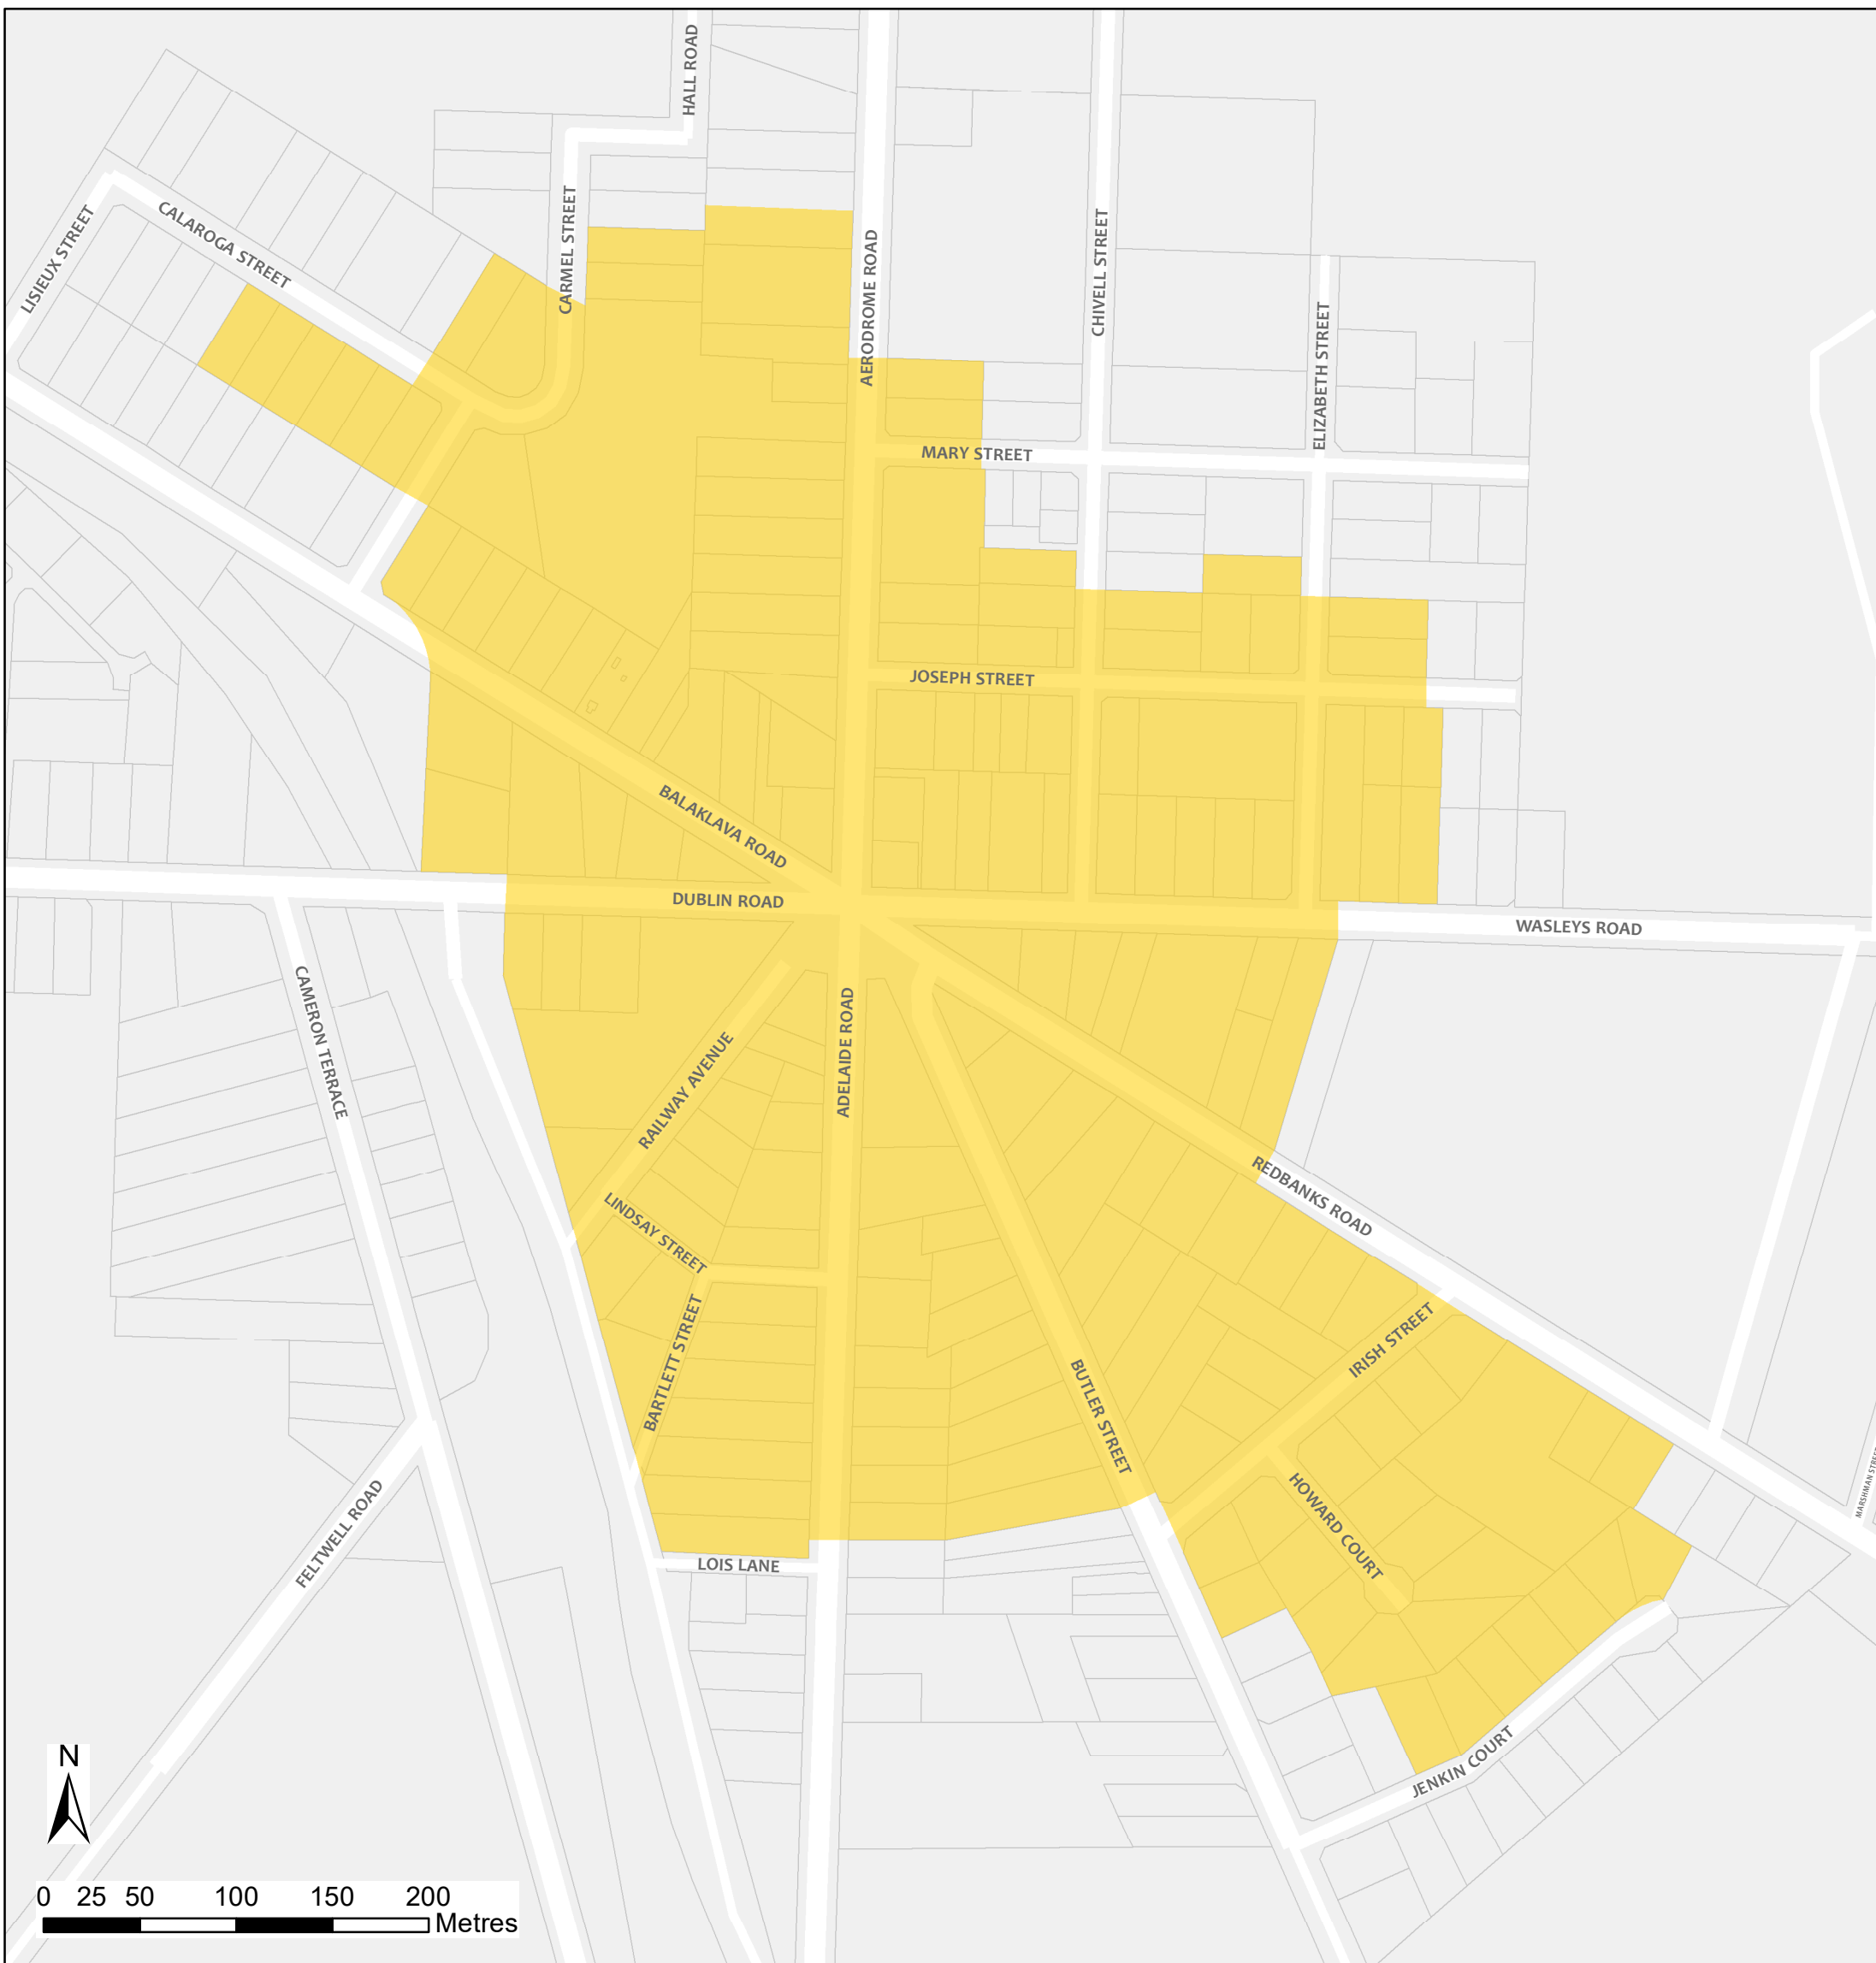 HALL ROAD
CALAROGA STREET
LISIEUX STREET
CARMEL STREET
AERODROME ROAD
CHIVELL STREET
ELIZABETH STREET
MARY STREET
JOSEPH STREET
BALAKLAVA ROAD
DUBLIN ROAD
WASLEYS ROAD
CAMERON TERRACE
ADELAIDE ROAD
RAILWAY AVENUE
REDBANKS ROAD
LINDSAY STREET
BARTLETT STREET
IRISH STREET
BUTLER STREET
HOWARD COURT
MARSHMAN STREET
FELTWELL ROAD
LOIS LANE
JENKIN COURT
N
0 25 50 100 150 200
Metres